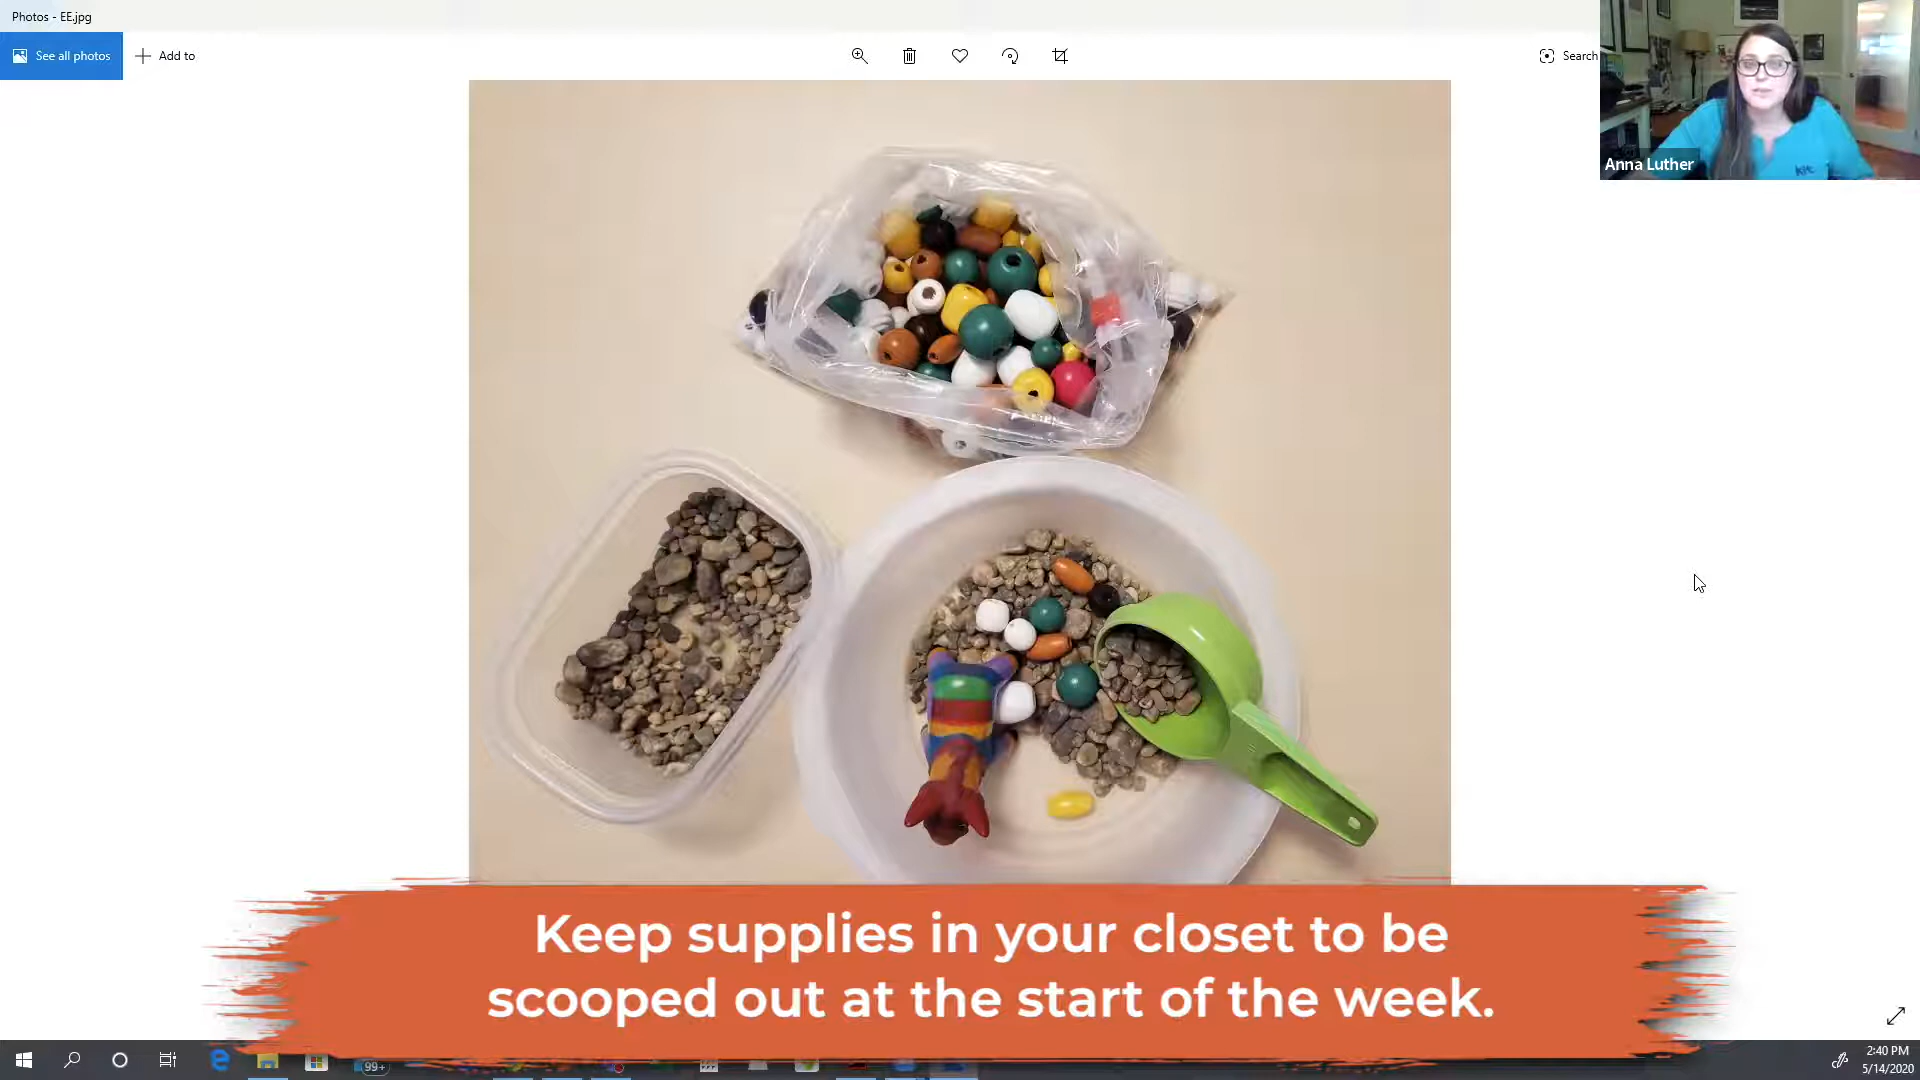 Photos - EE.jpg
See all photos
Add to
Search
Anna Luther
Keep supplies in your closet to be
scooped out at the start of the week.
99+
2:40 PM
5/14/2020